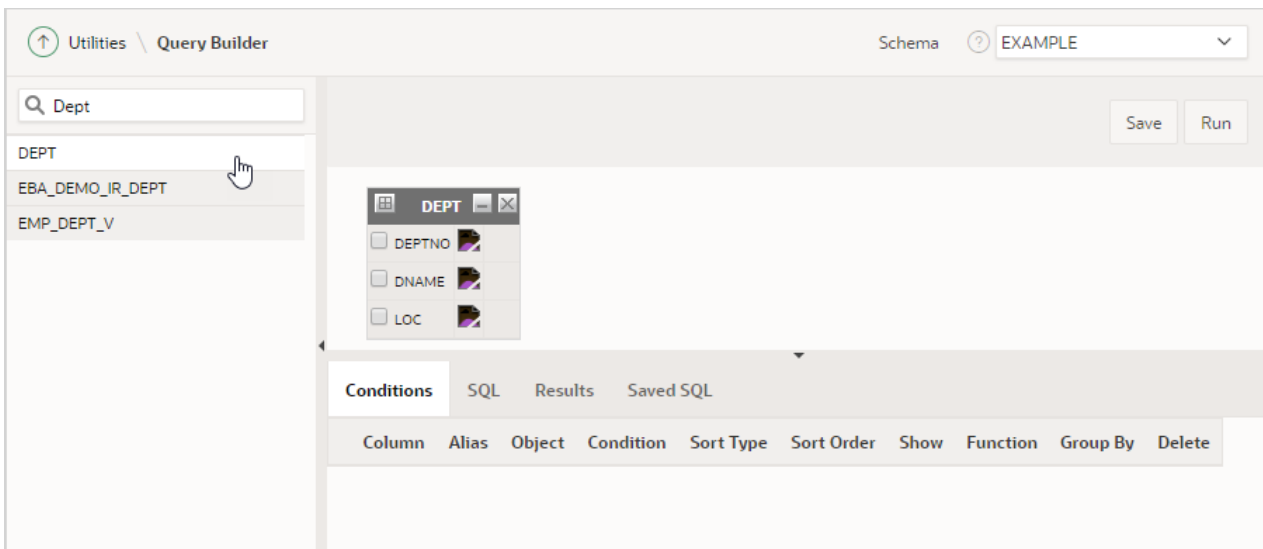 Utilities \ Query Builder
Schema ? EXAMPLE
Dept
Save Run
DEPT
EBA_DEMO_IR_DEPT
EMP_DEPT_V
DEPT
DEPTNO
DNAME
LOC
Conditions SQL Results Saved SQL
Column Alias Object Condition Sort Type Sort Order Show Function Group By Delete